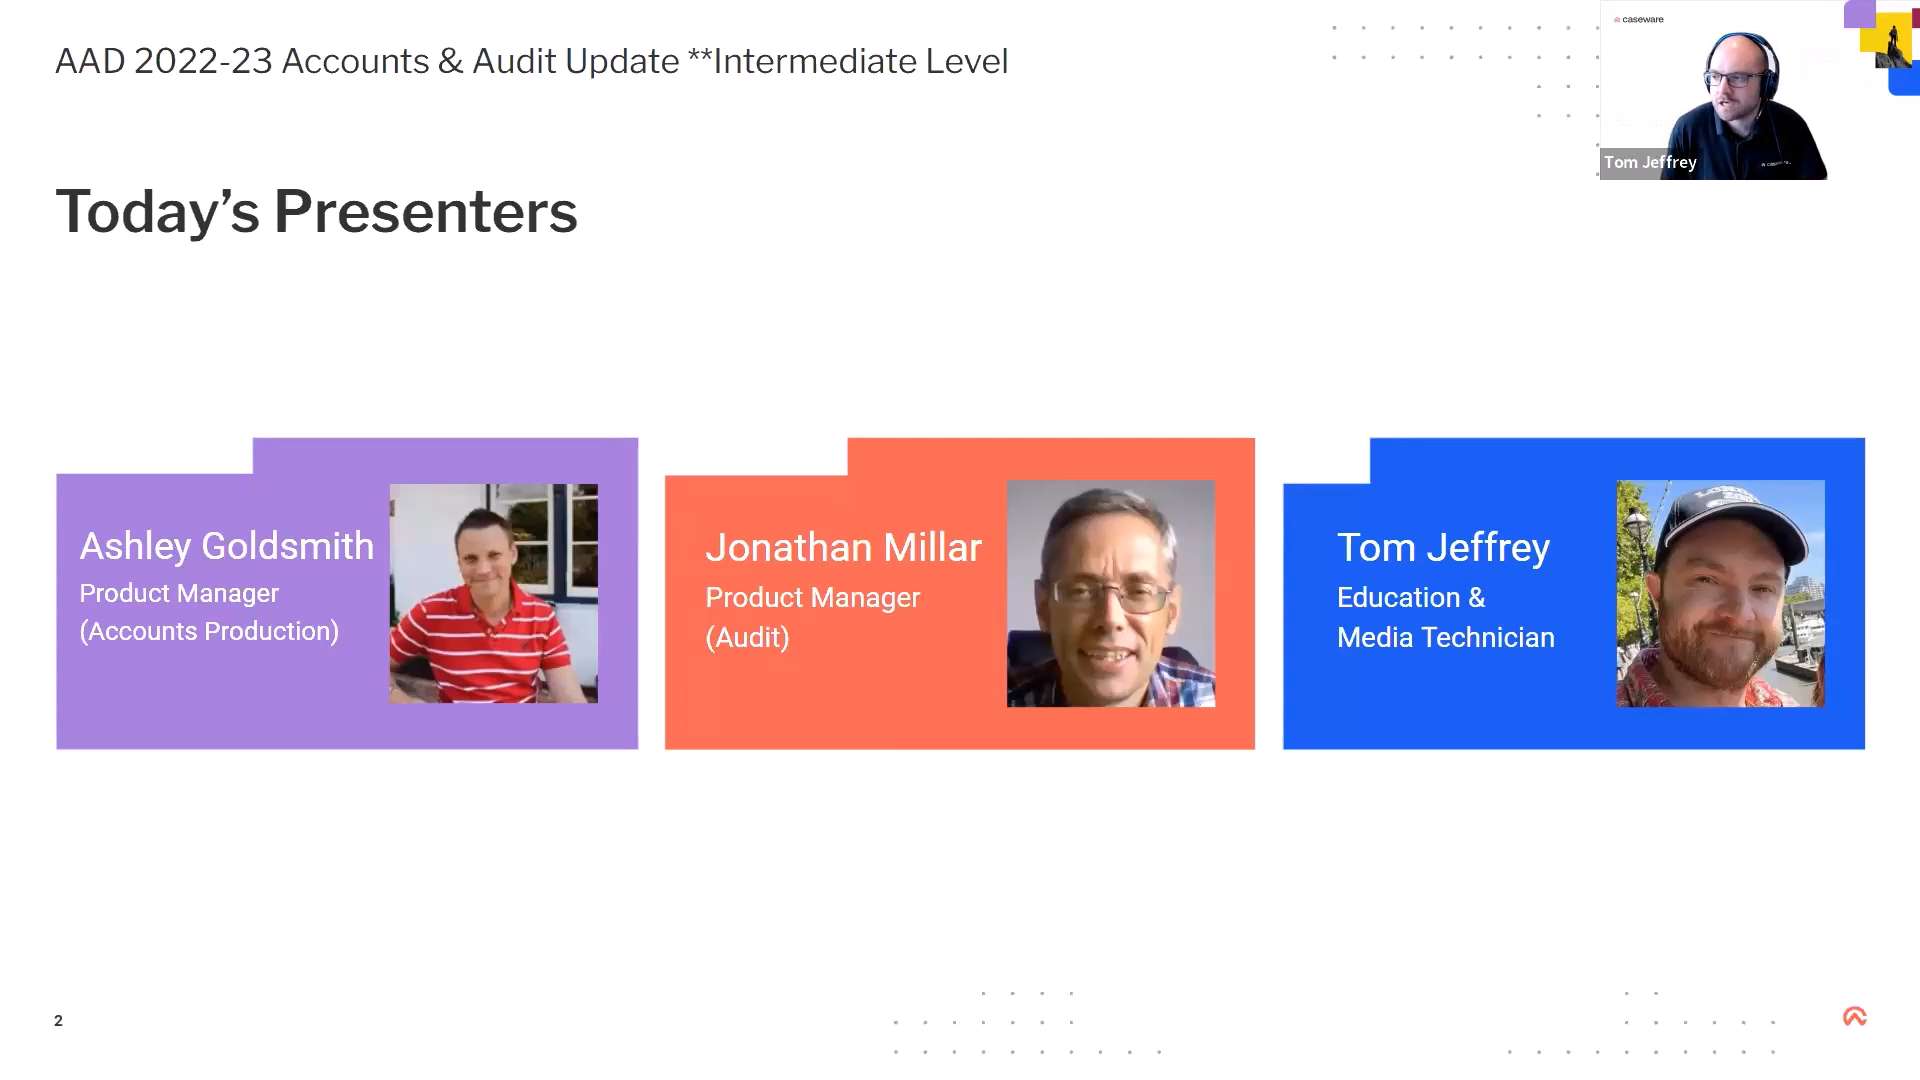 AAD 2022-23 Accounts & Audit Update **Intermediate Level
caseware
Tom Jeffrey
Today’s Presenters
Ashley Goldsmith
Product Manager
(Accounts Production)
Jonathan Millar
Product Manager
(Audit)
Tom Jeffrey
Education &
Media Technician
2